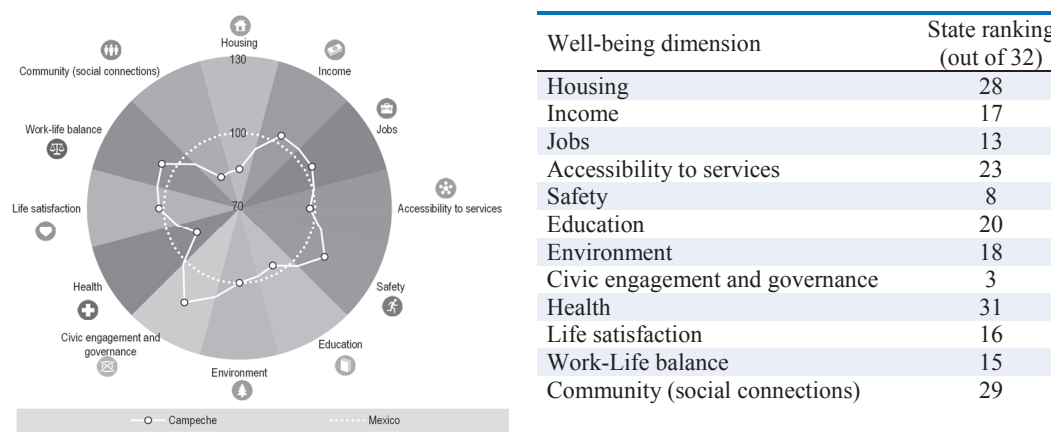 Housing
130
Community (social connections)
Income
Jobs
Work-life balance
100
70
Life satisfaction
Accessibility to services
Health
Safety
Civic engagement and
governance
Education
Environment
Campeche
Mexico
Well-being dimension State ranking
(out of 32)
Housing 28
Income 17
Jobs 13
Accessibility to services 23
Safety 8
Education 20
Environment 18
Civic engagement and governance 3
Health 31
Life satisfaction 16
Work-Life balance 15
Community (social connections) 29